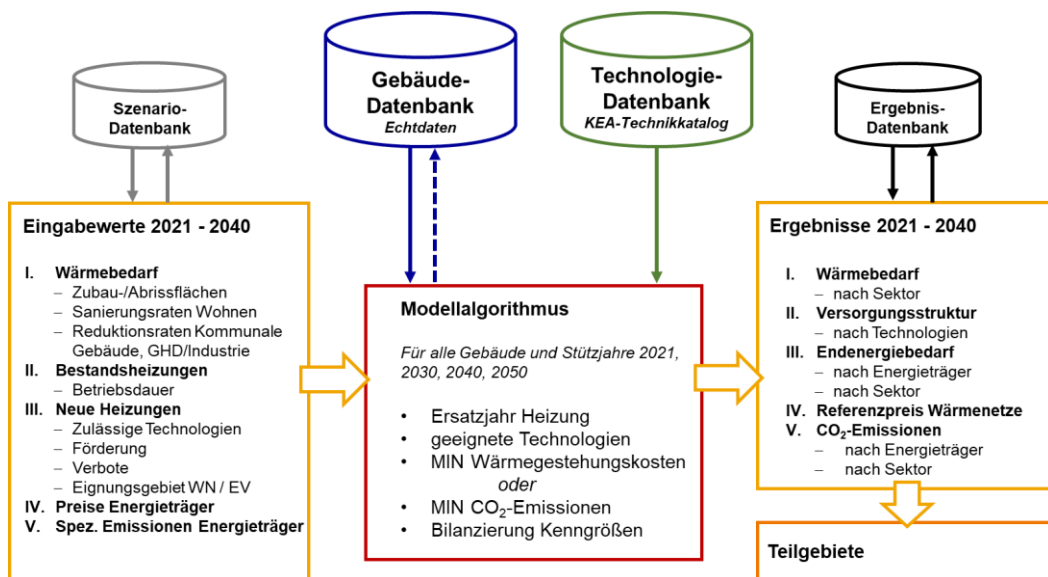 Szenario-
Datenbank
Gebäude-
Datenbank
Echtdaten
Technologie-
Datenbank
KEA-Technikkatalog
Ergebnis-
Datenbank
Eingabewerte 2021 - 2040
I. Wärmebedarf
– Zubau-/Abrissflächen
– Sanierungsraten Wohnen
– Reduktionsraten Kommunale
Gebäude, GHD/Industrie
II. Bestandsheizungen
– Betriebsdauer
III. Neue Heizungen
– Zulässige Technologien
– Förderung
– Verbote
– Eignungsgebiet WN / EV
IV. Preise Energieträger
V. Spez. Emissionen Energieträger
Modellalgorithmus
Für alle Gebäude und Stützjahre 2021,
2030, 2040, 2050
• Ersatzjahr Heizung
• geeignete Technologien
• MIN Wärmegestehungskosten
oder
• MIN CO₂-Emissionen
• Bilanzierung Kenngrößen
Ergebnisse 2021 - 2040
I. Wärmebedarf
– nach Sektor
II. Versorgungsstruktur
– nach Technologien
III. Endenergiebedarf
– nach Energieträger
– nach Sektor
IV. Referenzpreis Wärmenetze
V. CO₂-Emissionen
– nach Energieträger
– nach Sektor
Teilgebiete